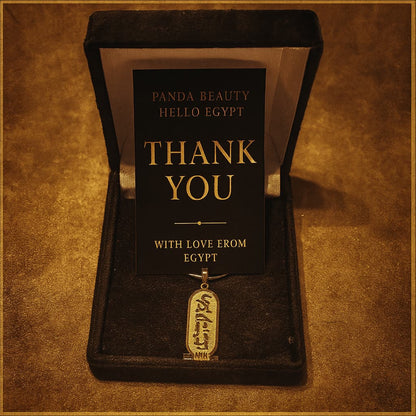 PANDA BEAUTY
HELLO EGYPT
THANK
YOU
WITH LOVE EROM
EGYPT